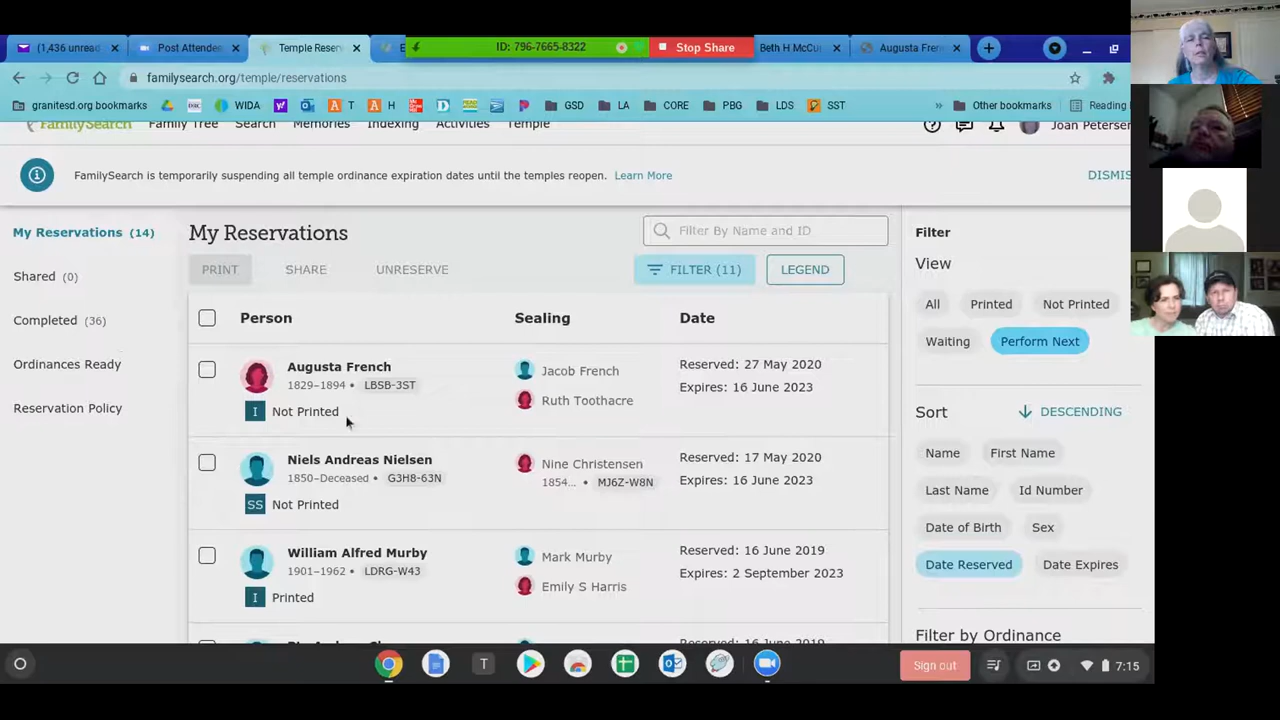 (1,436 unread
Post Attende
Temple Reser
E
ID: 796-7665-8322
Stop Share
Beth H McCu
Augusta Fren
familysearch.org/temple/reservations
granitesd.org bookmarks
WIDA
T
H
GSD
LA
CORE
PBG
LDS
SST
»
Other bookmarks
Reading
FamilySearch
Family Tree
Search
Memories
Indexing
Activities
Temple
Joan Peterse
FamilySearch is temporarily suspending all temple ordinance expiration dates until the temples reopen. Learn More
DISMIS
My Reservations (14)
Shared (0)
Completed (36)
Ordinances Ready
Reservation Policy
My Reservations
Filter By Name and ID
PRINT
SHARE
UNRESERVE
FILTER (11)
LEGEND
Person
Sealing
Date
Augusta French
1829–1894 • LBSB-3ST
I Not Printed
Jacob French
Ruth Toothacre
Reserved: 27 May 2020
Expires: 16 June 2023
Niels Andreas Nielsen
1850–Deceased • G3H8-63N
SS Not Printed
Nine Christensen
1854... • MJ6Z-W8N
Reserved: 17 May 2020
Expires: 16 June 2023
William Alfred Murby
1901–1962 • LDRG-W43
I Printed
Mark Murby
Emily S Harris
Reserved: 16 June 2019
Expires: 2 September 2023
Filter
View
All
Printed
Not Printed
Waiting
Perform Next
Sort
DESCENDING
Name
First Name
Last Name
Id Number
Date of Birth
Sex
Date Reserved
Date Expires
Filter by Ordinance
T
Sign out
7:15